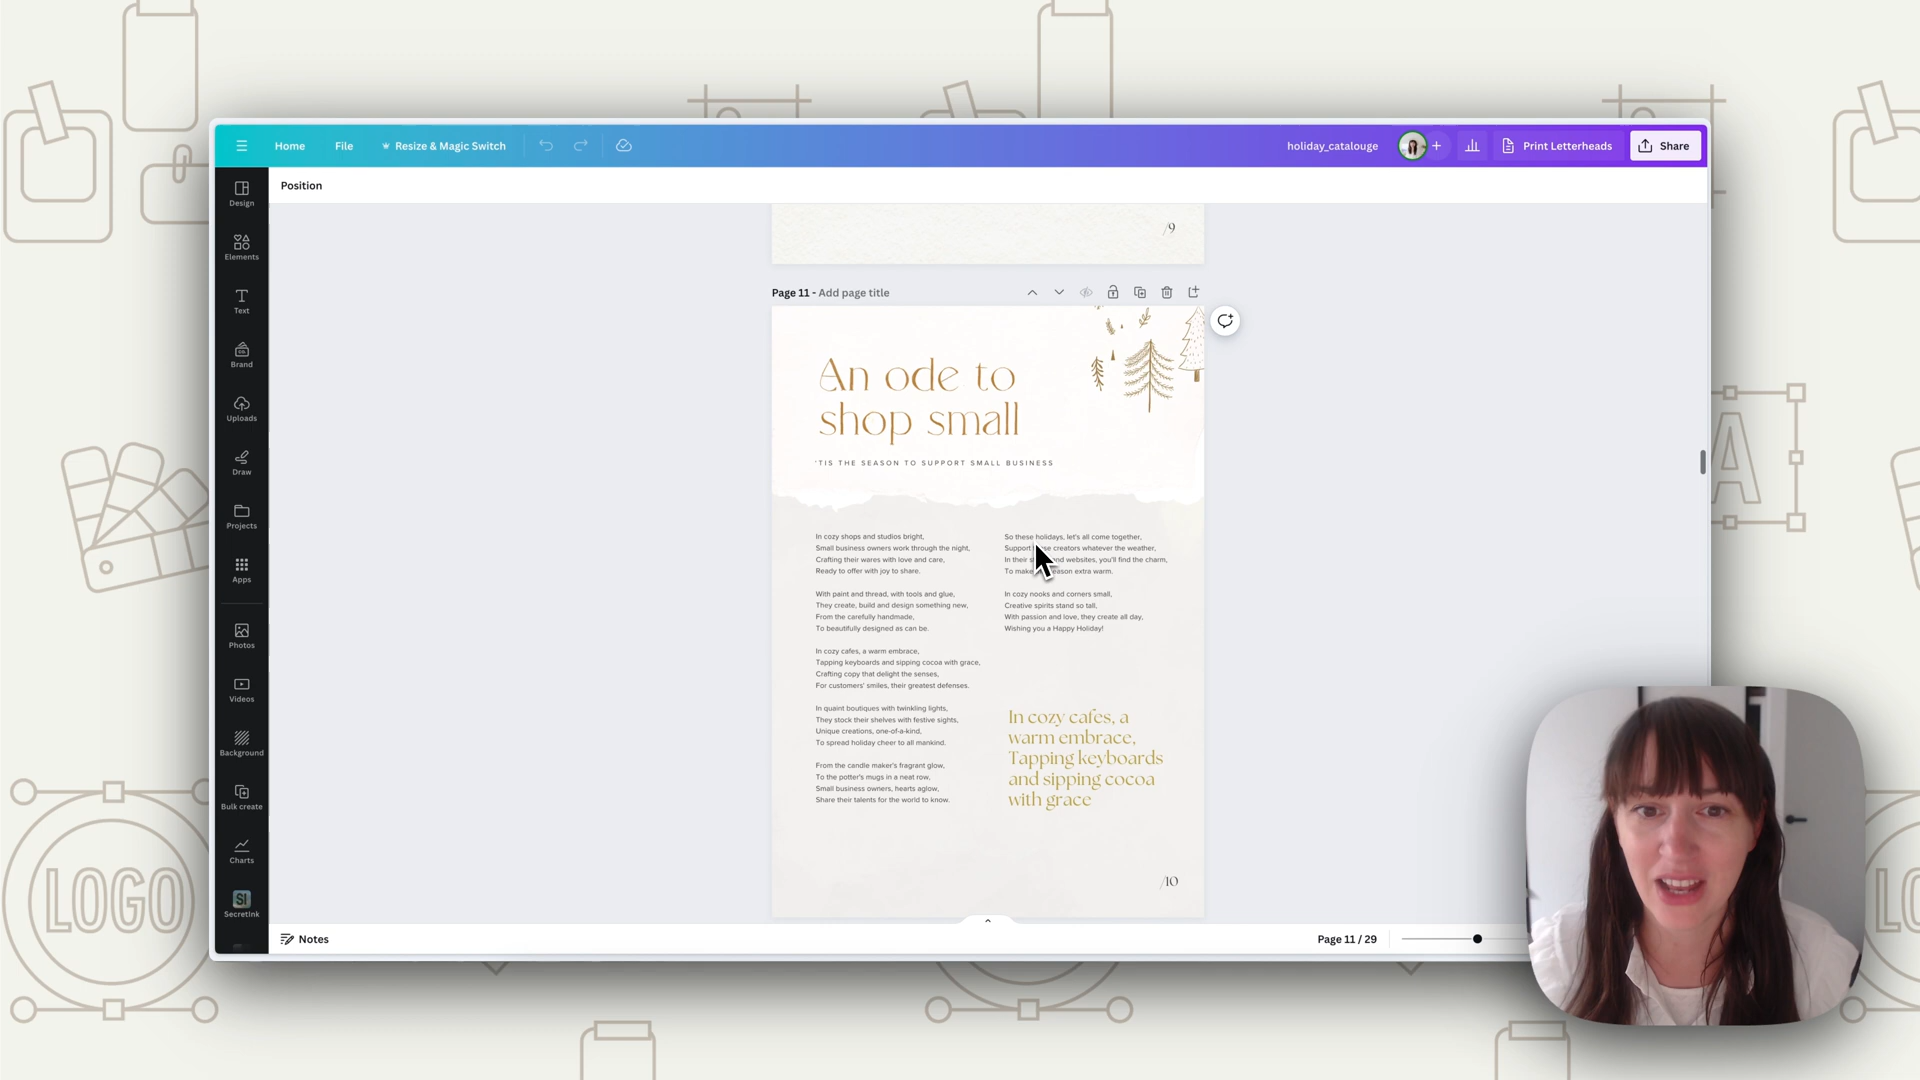 Home
File
Resize & Magic Switch
holiday_catalouge
Print Letterheads
Share
Position
Design
Elements
Text
Brand
Uploads
Draw
Projects
Apps
Photos
Videos
Background
Bulk create
Charts
SI
SecretInk
/9
Page 11 - Add page title
An ode to
shop small
'TIS THE SEASON TO SUPPORT SMALL BUSINESS
In cozy shops and studios bright,
Small business owners work through the night,
Crafting their wares with love and care,
Ready to offer with joy to share.
With paint and thread, with tools and glue,
They create, build and design something new,
From the carefully handmade,
To beautifully designed as can be.
In cozy cafes, a warm embrace,
Tapping keyboards and sipping cocoa with grace,
Crafting copy that delight the senses,
For customers' smiles, their greatest defenses.
In quaint boutiques with twinkling lights,
They stock their shelves with festive sights,
Unique creations, one-of-a-kind,
To spread holiday cheer to all mankind.
From the candle maker's fragrant glow,
To the potter's mugs in a neat row.
Small business owners, hearts aglow,
Share their talents for the world to know.
So these holidays, let's all come together,
Support creators whatever the weather,
In their and websites, you'll find the charm,
To make extra warm.
In cozy nooks and corners small,
Creative spirits stand so tall,
With passion and love, they create all day,
Wishing you a Happy Holiday!
In cozy cafes, a
warm embrace,
Tapping keyboards
and sipping cocoa
with grace
/10
Notes
Page 11 / 29
LOGO
A